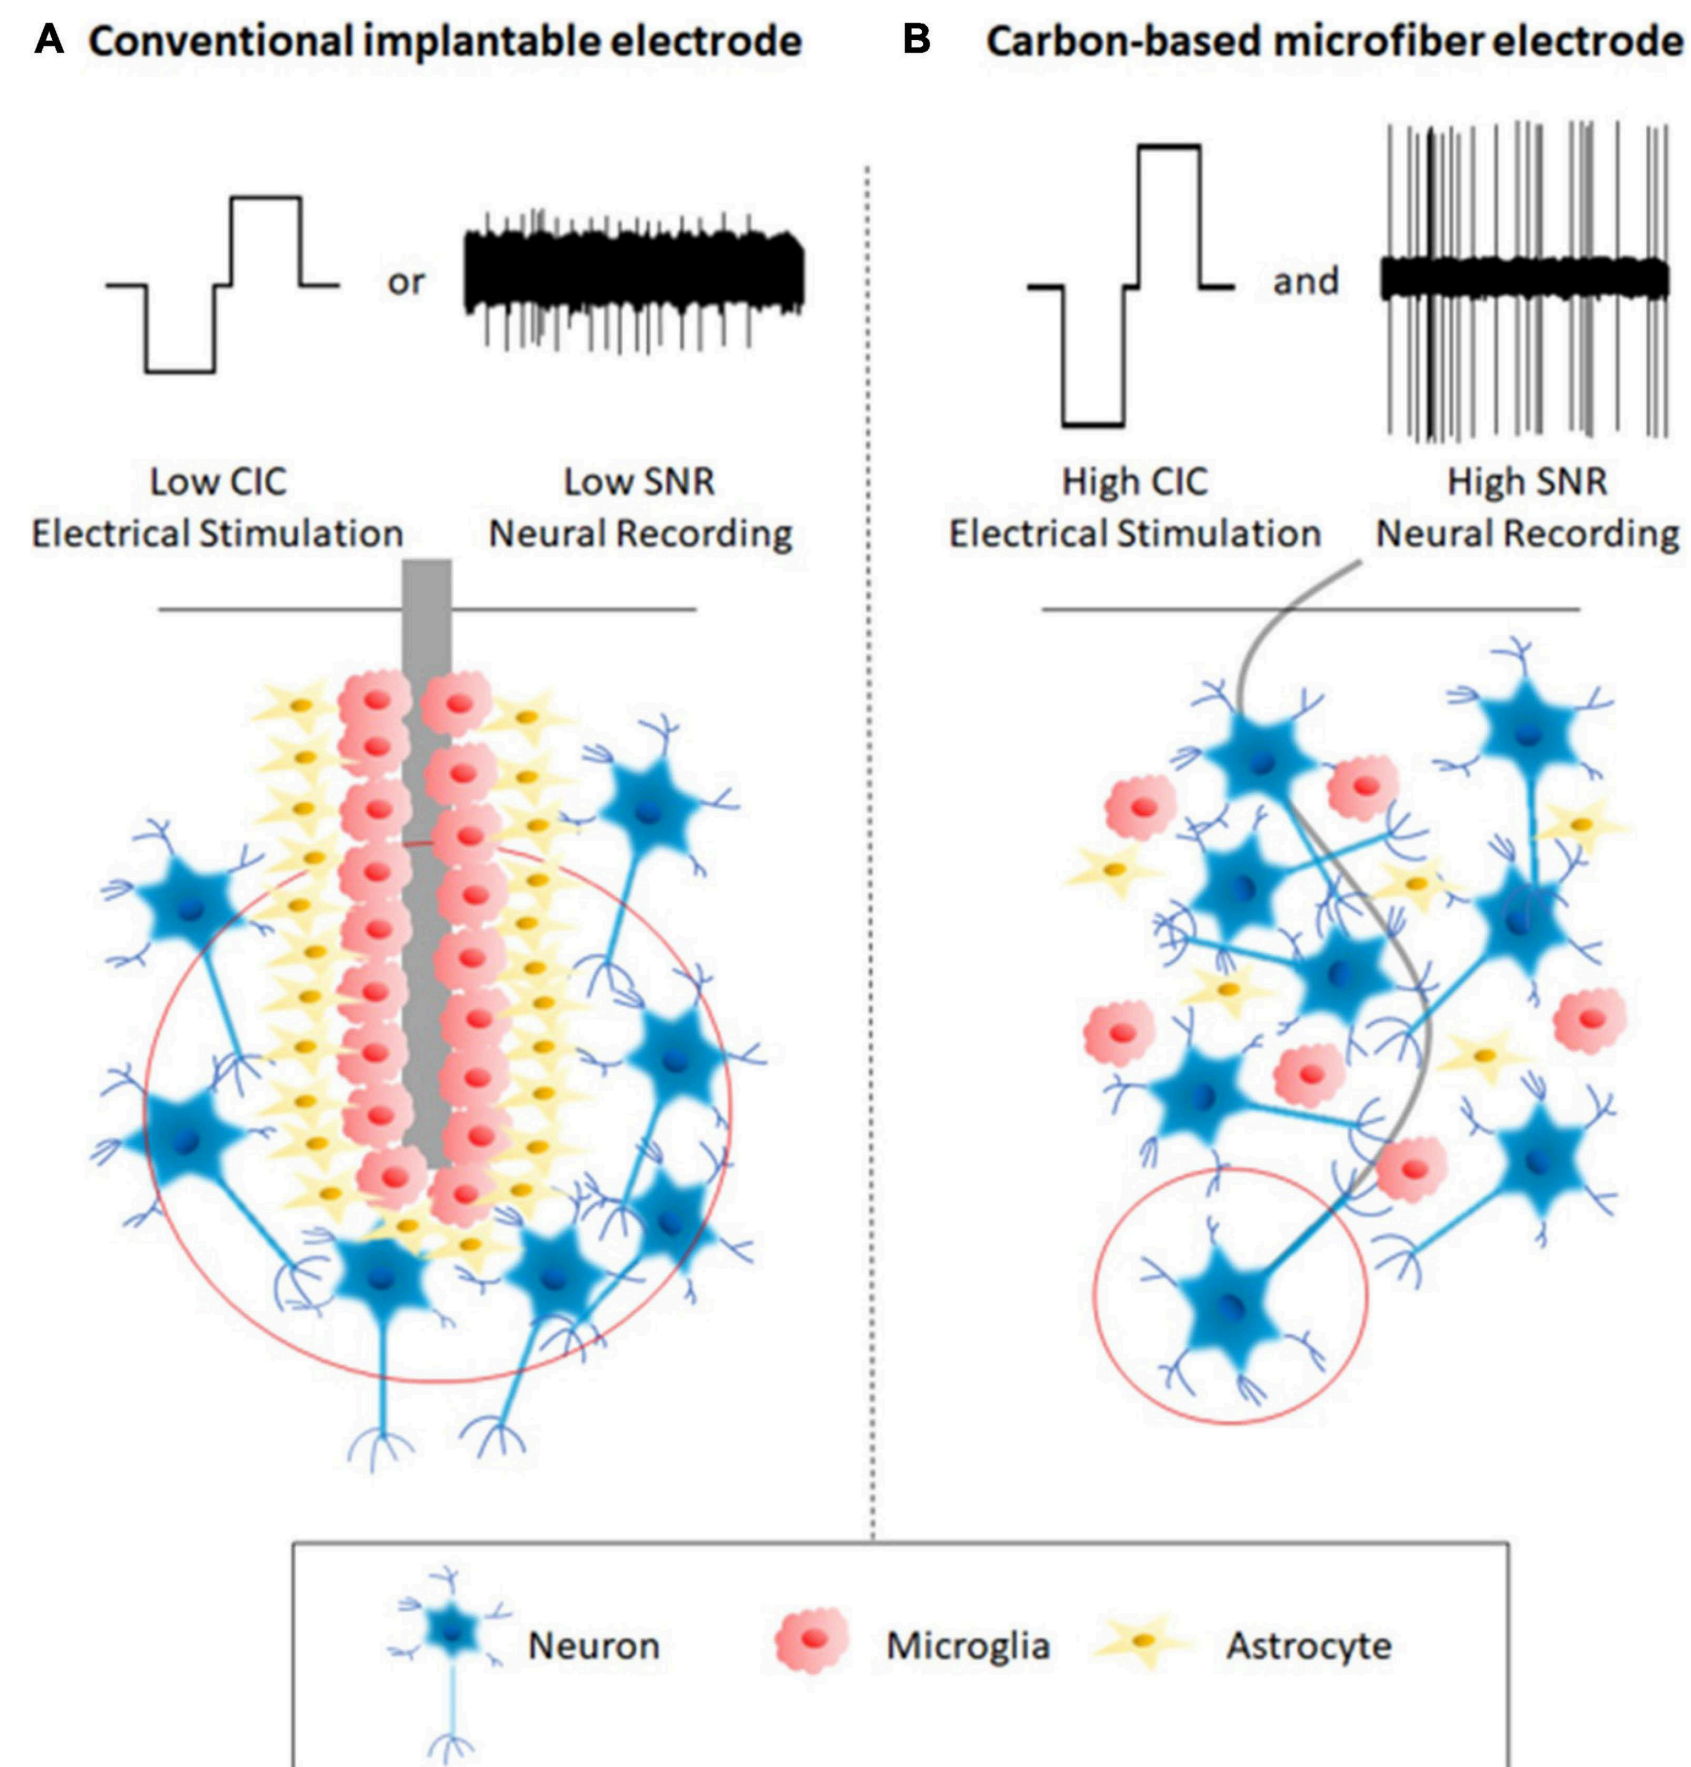 A Conventional implantable electrode
or
Low CIC
Electrical Stimulation
Low SNR
Neural Recording
B Carbon-based microfiber electrode
and
High CIC
Electrical Stimulation
High SNR
Neural Recording
Neuron
Microglia
Astrocyte